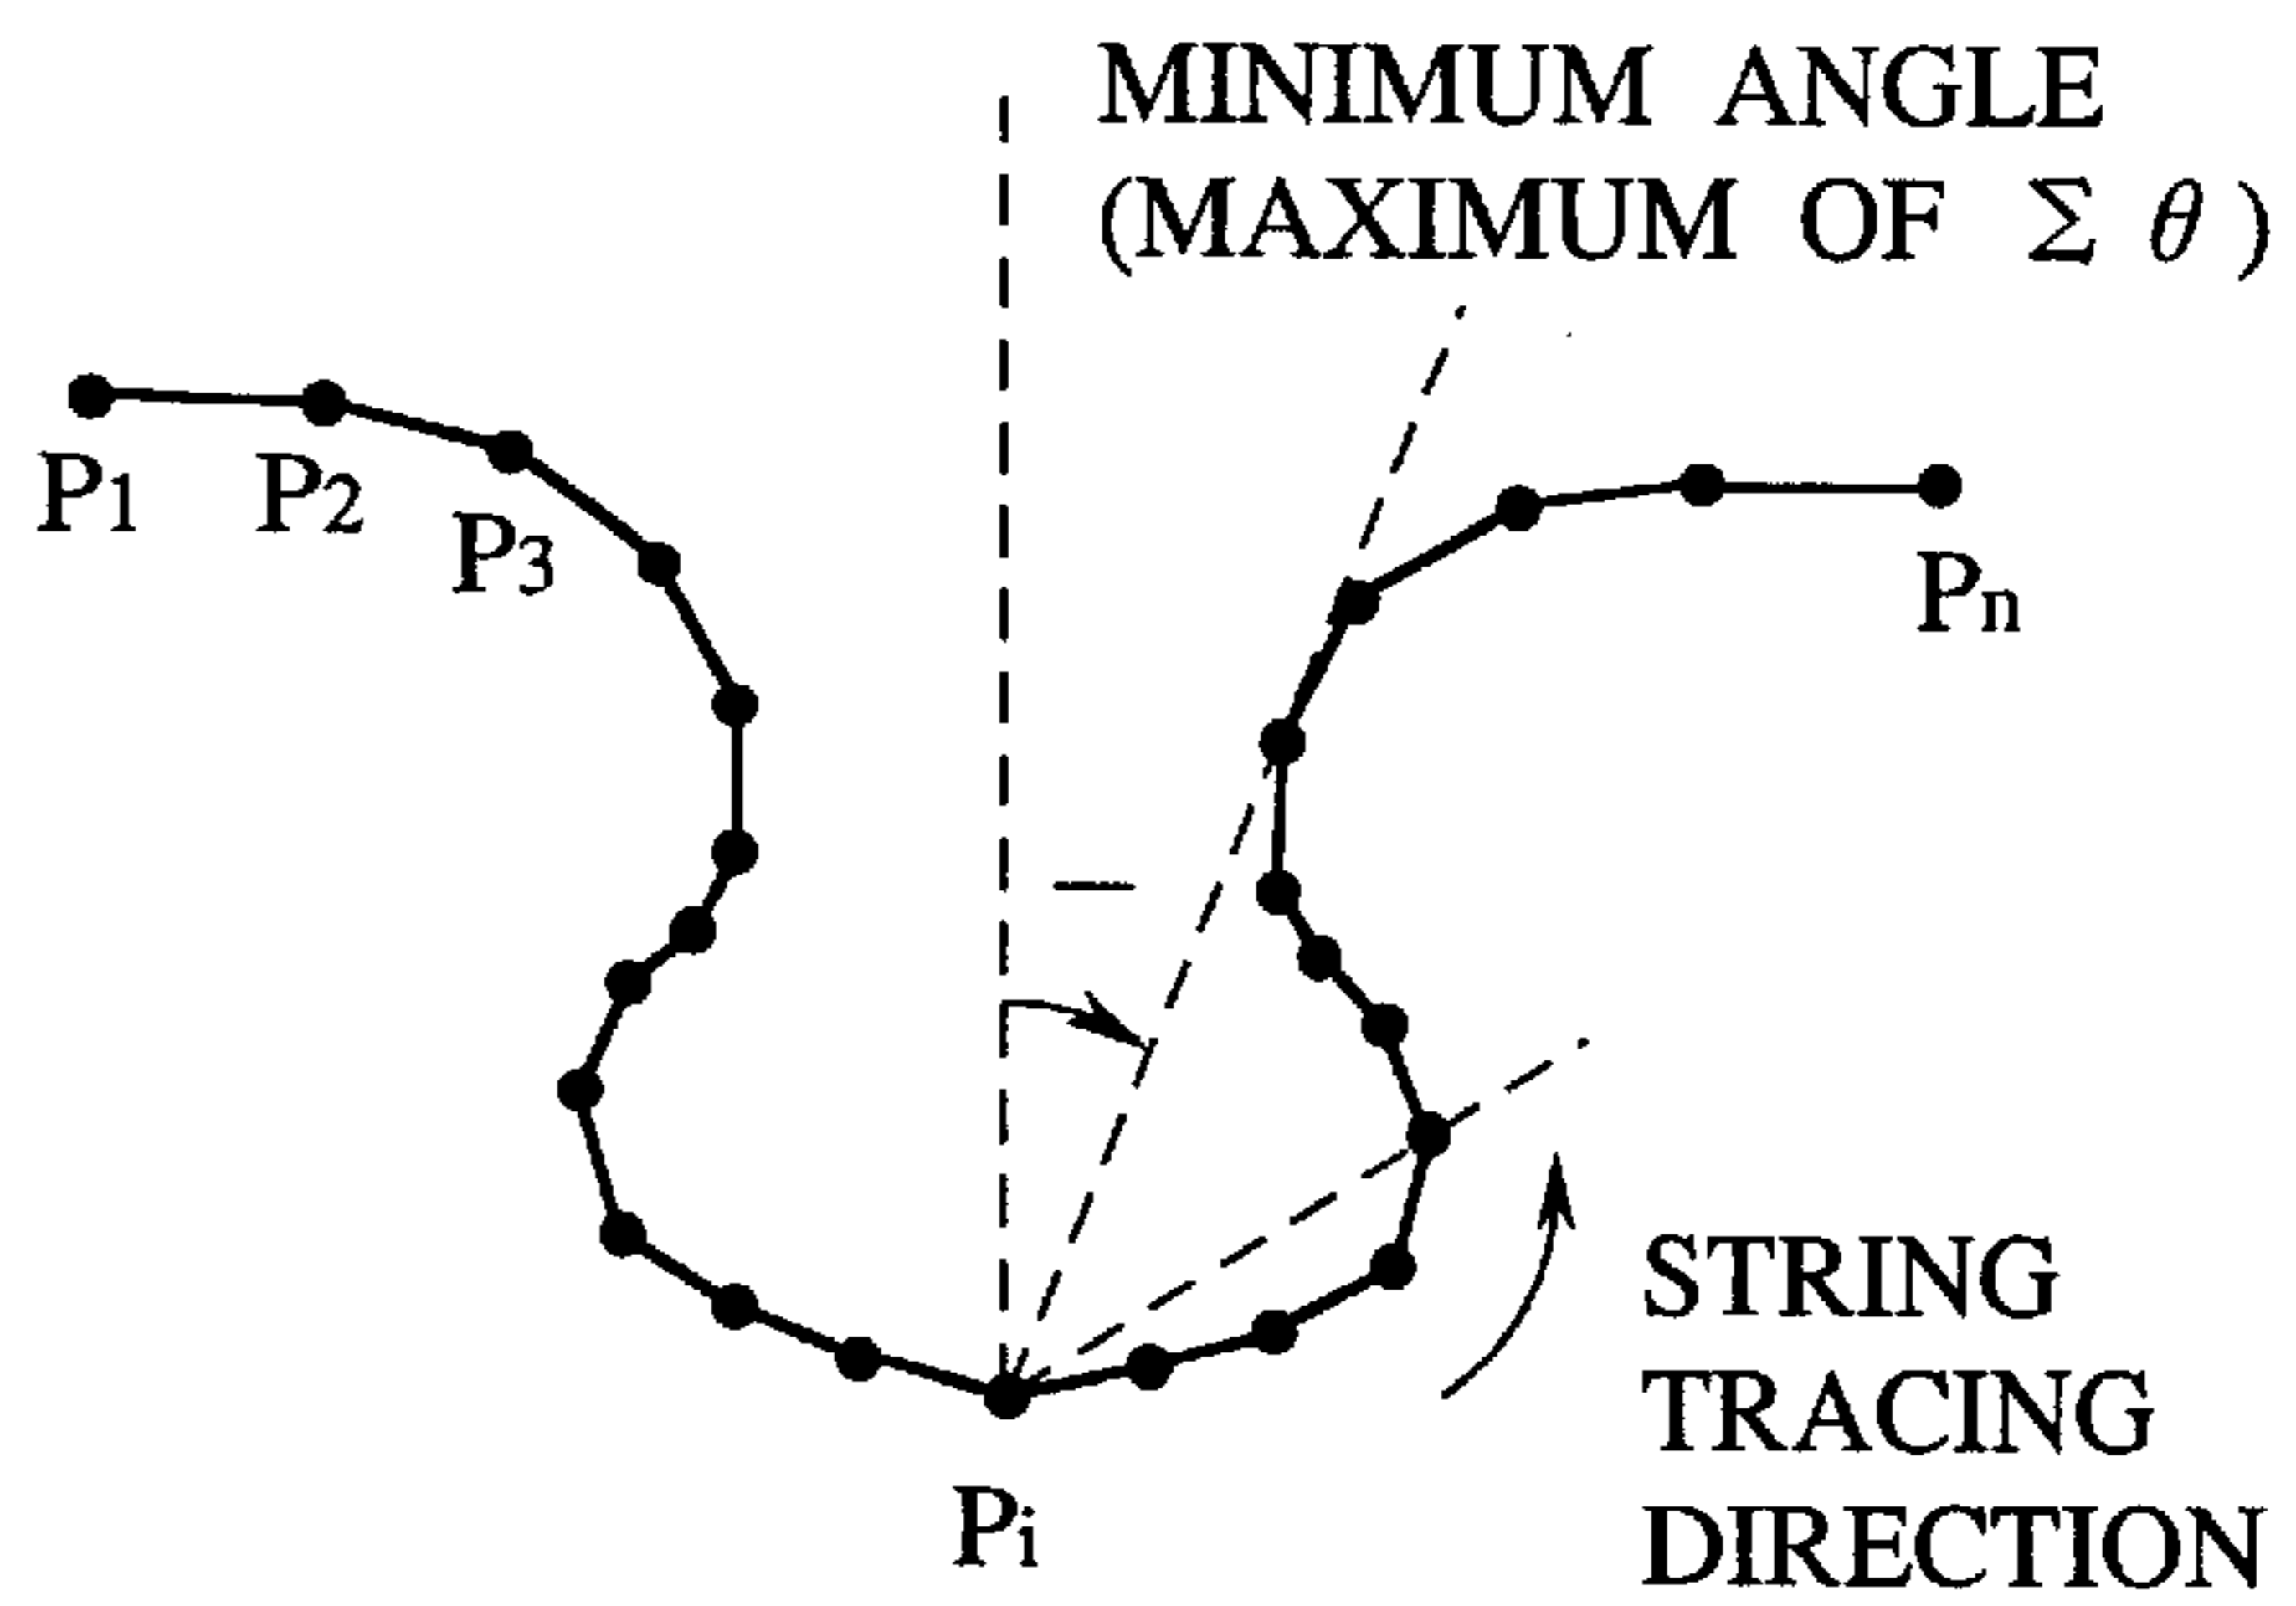 MINIMUM ANGLE
(MAXIMUM OF Σ θ)
P1
P2
P3
Pn
Pi
STRING
TRACING
DIRECTION